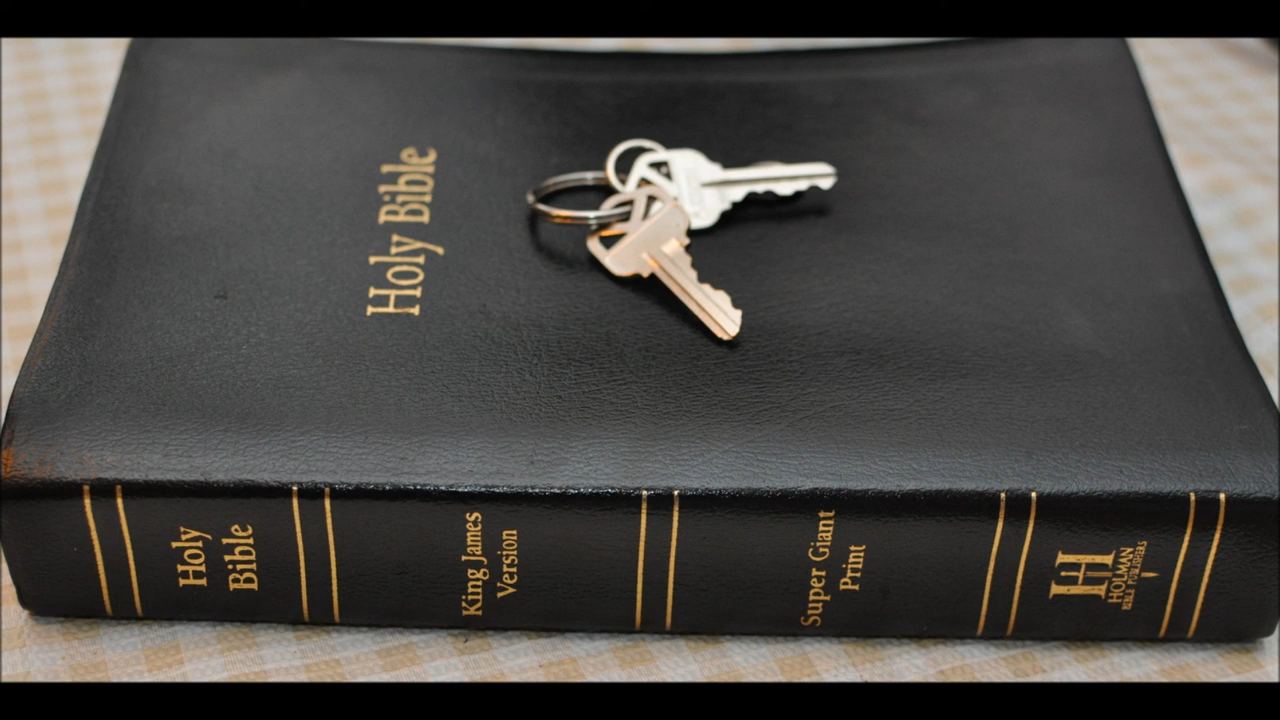 Holy Bible
Holy
Bible
King James
Version
Super Giant
Print
HOLMAN
BIBLE PUBLISHERS